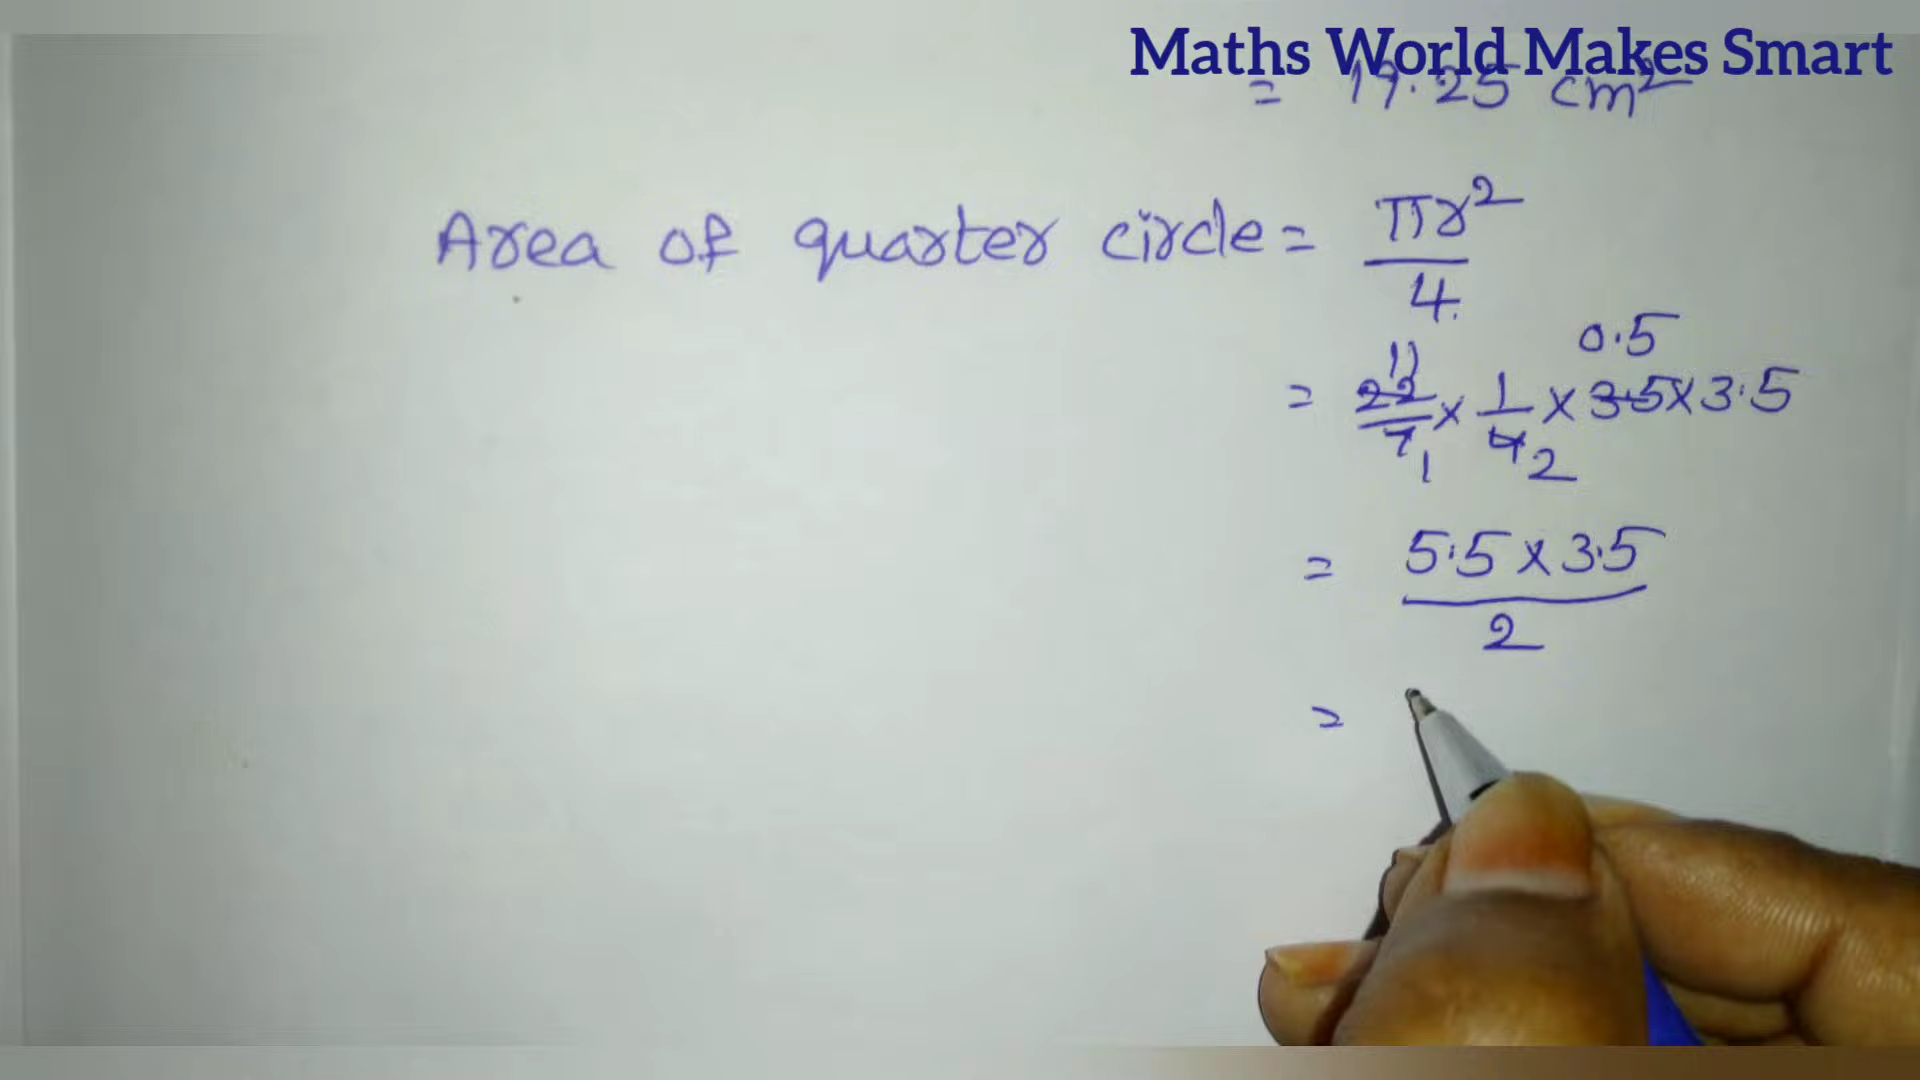 Maths World Makes Smart
= 19.25 cm²
Area of quarter circle = πr²/4
= 22/7 × 1/4 × 3.5 × 3.5
11 1 2 0.5
= 5.5 × 3.5 / 2
=